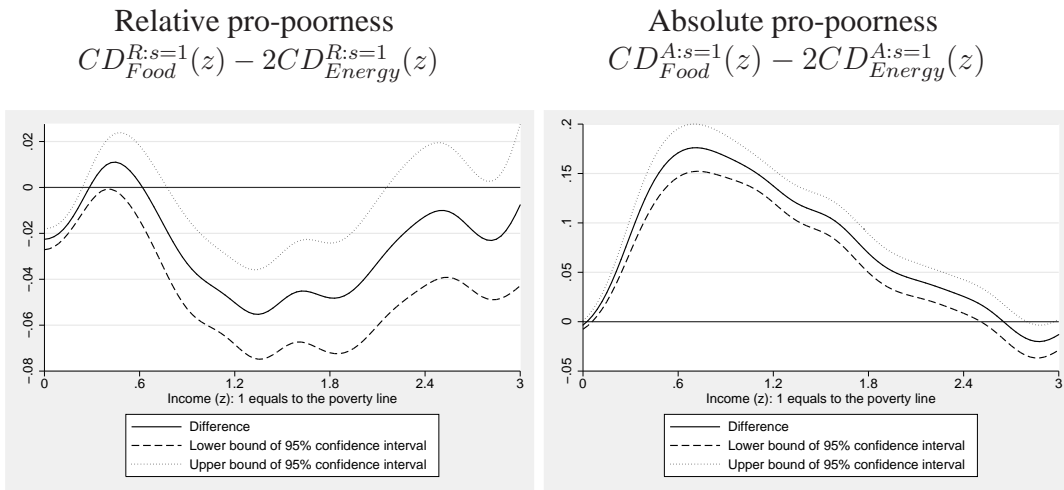 Relative pro-poorness
CD_{Food}^{R:s=1}(z) − 2CD_{Energy}^{R:s=1}(z)
.02
0
-.02
-.04
-.06
-.08
0 .6 1.2 1.8 2.4 3
Income (z): 1 equals to the poverty line
Difference
Lower bound of 95% confidence interval
Upper bound of 95% confidence interval
Absolute pro-poorness
CD_{Food}^{A:s=1}(z) − 2CD_{Energy}^{A:s=1}(z)
.2
.15
.1
.05
0
-.05
0 .6 1.2 1.8 2.4 3
Income (z): 1 equals to the poverty line
Difference
Lower bound of 95% confidence interval
Upper bound of 95% confidence interval